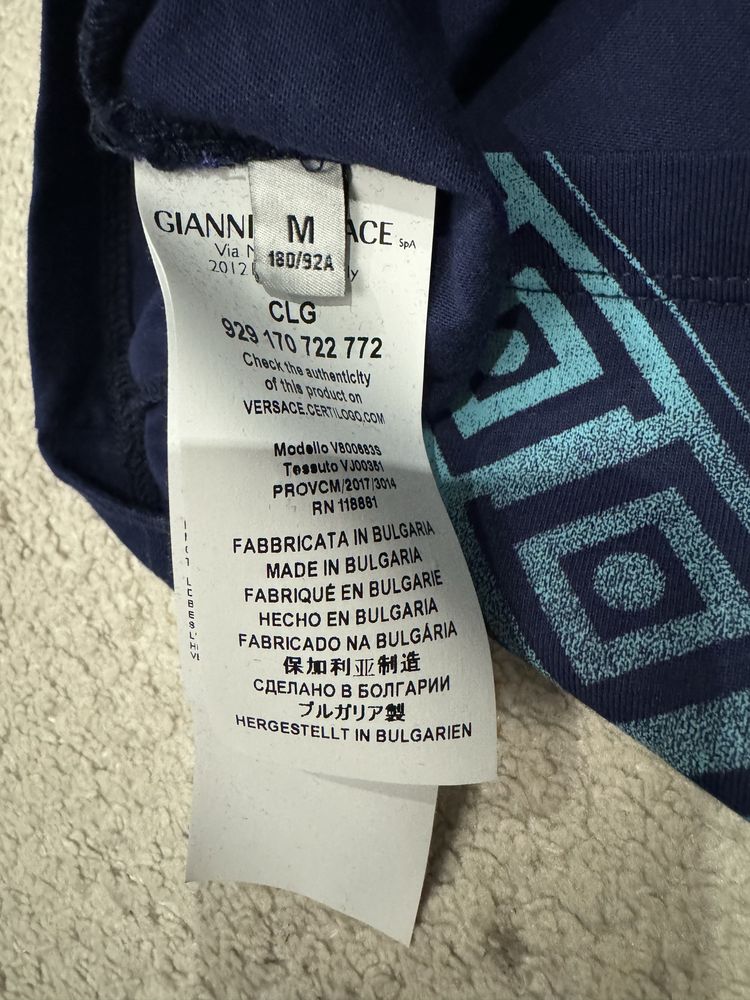 GIANNI ACE SpA
M
180/92A
Via
2012 ly
CLG
929 170 722 772
Check the authenticity
of this product on
VERSACE.CERTILOGO.COM
Modello V800683S
Tessuto VJ00351
PROVCM/2017/3014
RN 118881
FABBRICATA IN BULGARIA
MADE IN BULGARIA
FABRIQUÉ EN BULGARIE
HECHO EN BULGARIA
FABRICADO NA BULGÁRIA
保加利亚制造
СДЕЛАНО В БОЛГАРИИ
ブルガリア製
HERGESTELLT IN BULGARIEN